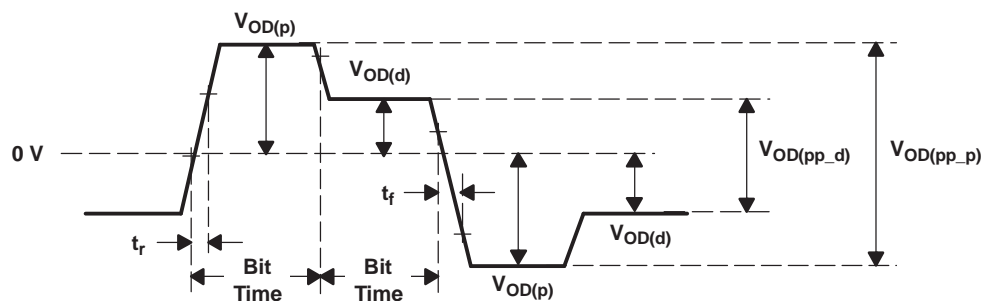 VOD(p)
VOD(d)
0 V
VOD(pp_d)
VOD(pp_p)
tf
VOD(d)
tr
Bit
Time
Bit
Time
VOD(p)